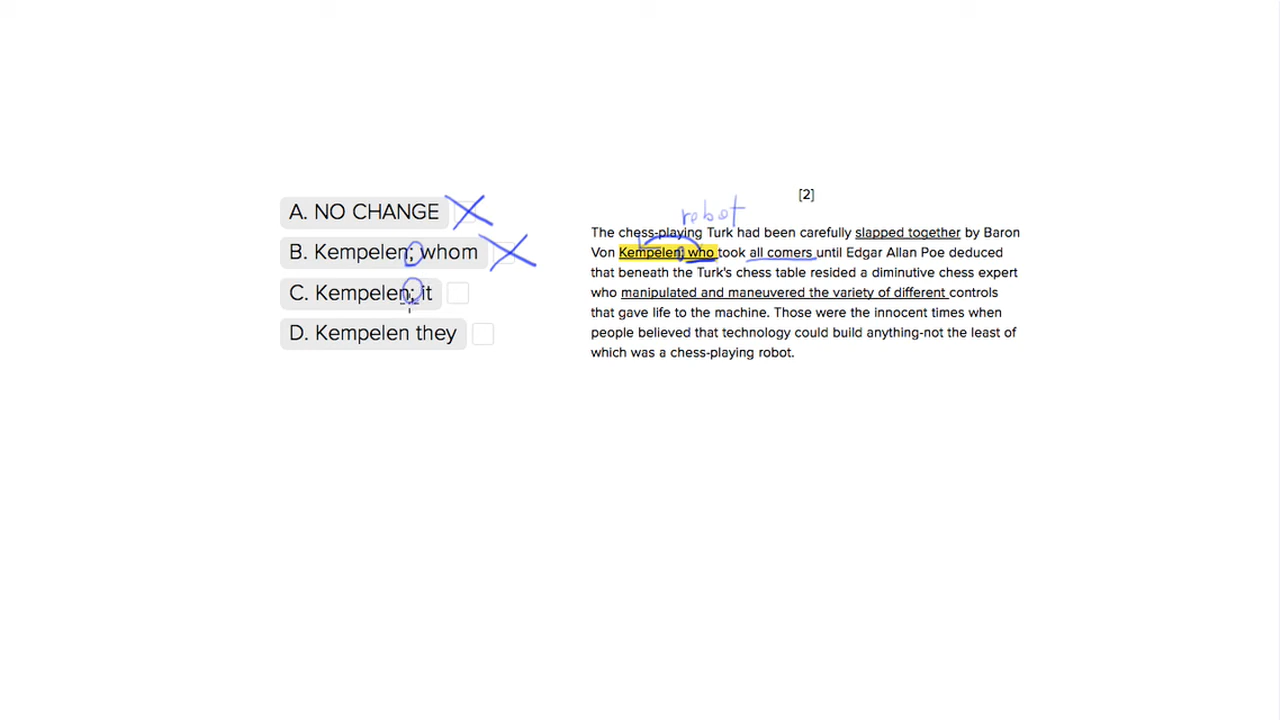 A. NO CHANGE
B. Kempelen; whom
C. Kempelen; it
D. Kempelen they
[2]
robot
The chess-playing Turk had been carefully slapped together by Baron
Von Kempelen; who took all comers until Edgar Allan Poe deduced
that beneath the Turk's chess table resided a diminutive chess expert
who manipulated and maneuvered the variety of different controls
that gave life to the machine. Those were the innocent times when
people believed that technology could build anything-not the least of
which was a chess-playing robot.